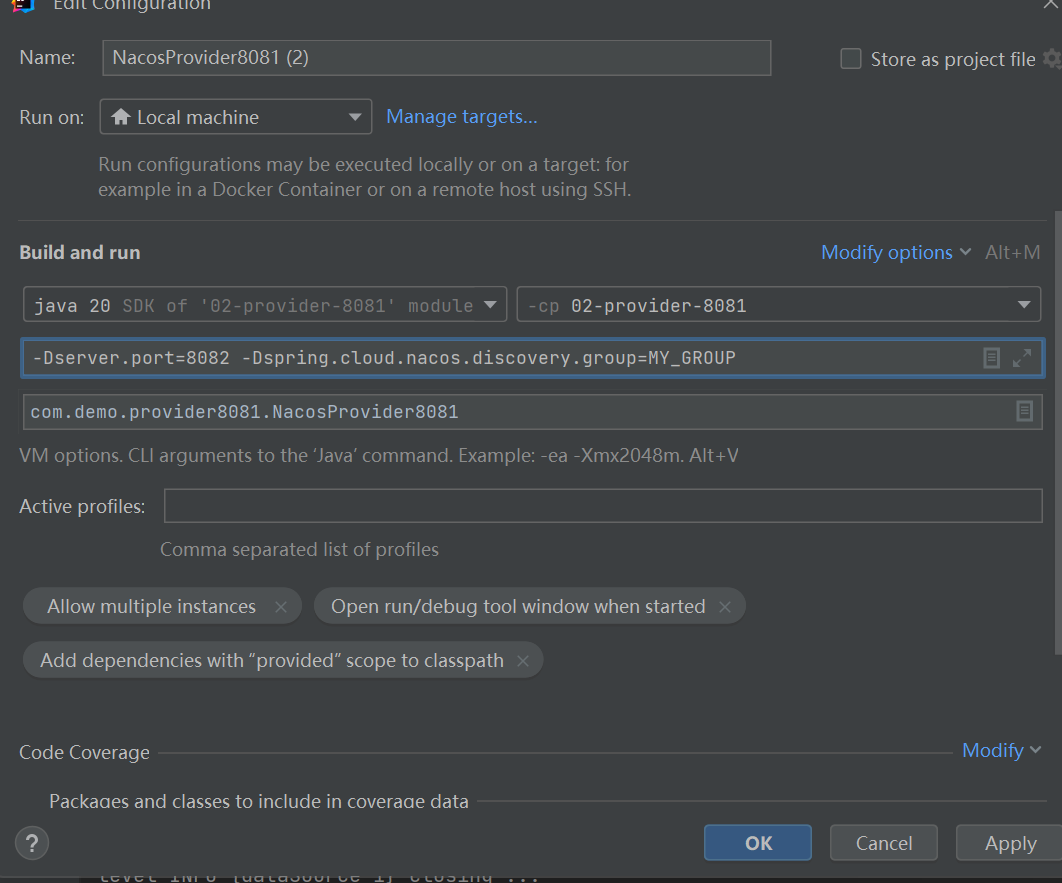 Edit Configuration
Name: NacosProvider8081 (2) Store as project file
Run on: Local machine Manage targets...
Run configurations may be executed locally or on a target: for
example in a Docker Container or on a remote host using SSH.
Build and run Modify options Alt+M
java 20 SDK of '02-provider-8081' module -cp 02-provider-8081
-Dserver.port=8082 -Dspring.cloud.nacos.discovery.group=MY_GROUP
com.demo.provider8081.NacosProvider8081
VM options. CLI arguments to the ‘Java’ command. Example: -ea -Xmx2048m. Alt+V
Active profiles:
Comma separated list of profiles
Allow multiple instances × Open run/debug tool window when started ×
Add dependencies with “provided” scope to classpath ×
Code Coverage Modify
Packages and classes to include in coverage data
? OK Cancel Apply
level INFO [dataSource-1] closing ...